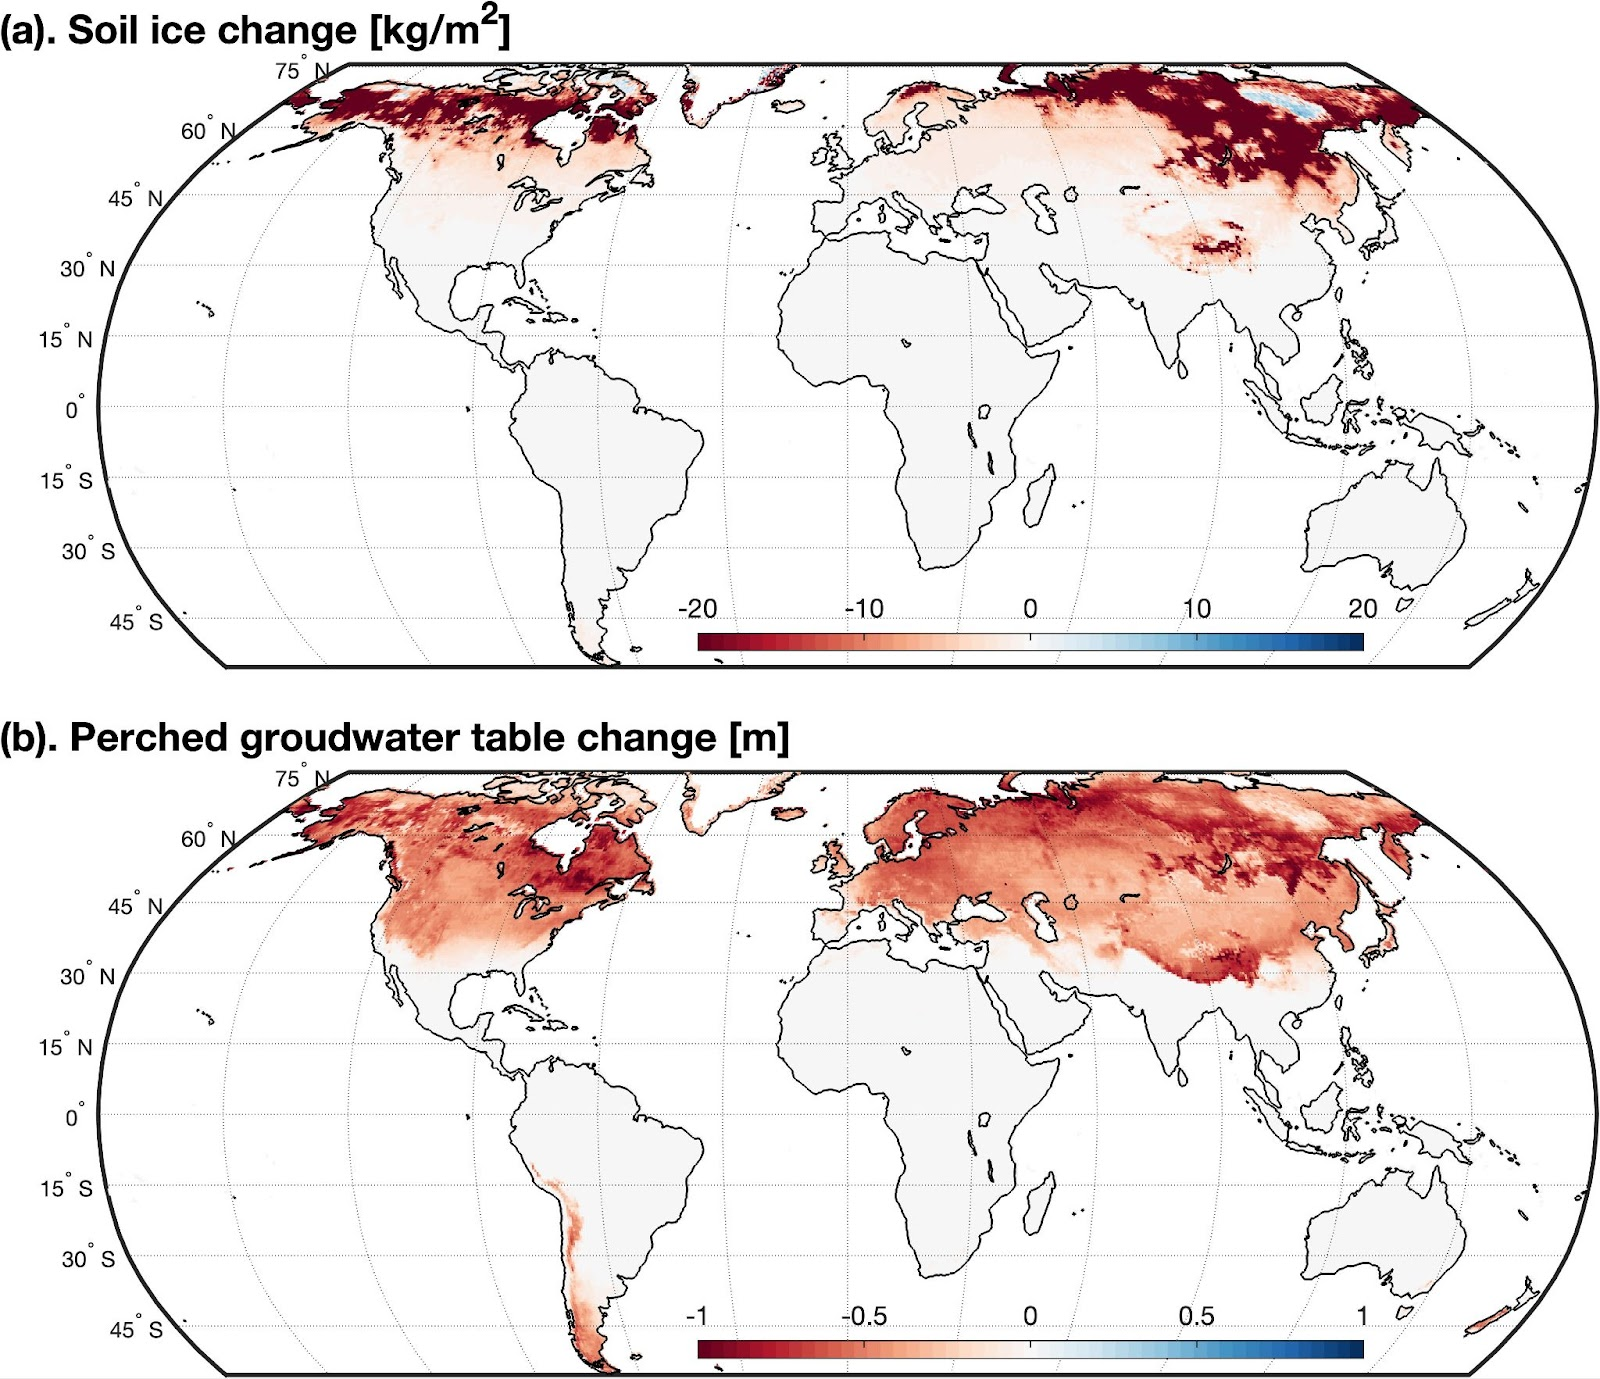 (a). Soil ice change [kg/m²]
75° N
60° N
45° N
30° N
15° N
0°
15° S
30° S
45° S
-20 -10 0 10 20
(b). Perched groudwater table change [m]
75° N
60° N
45° N
30° N
15° N
0°
15° S
30° S
45° S
-1 -0.5 0 0.5 1